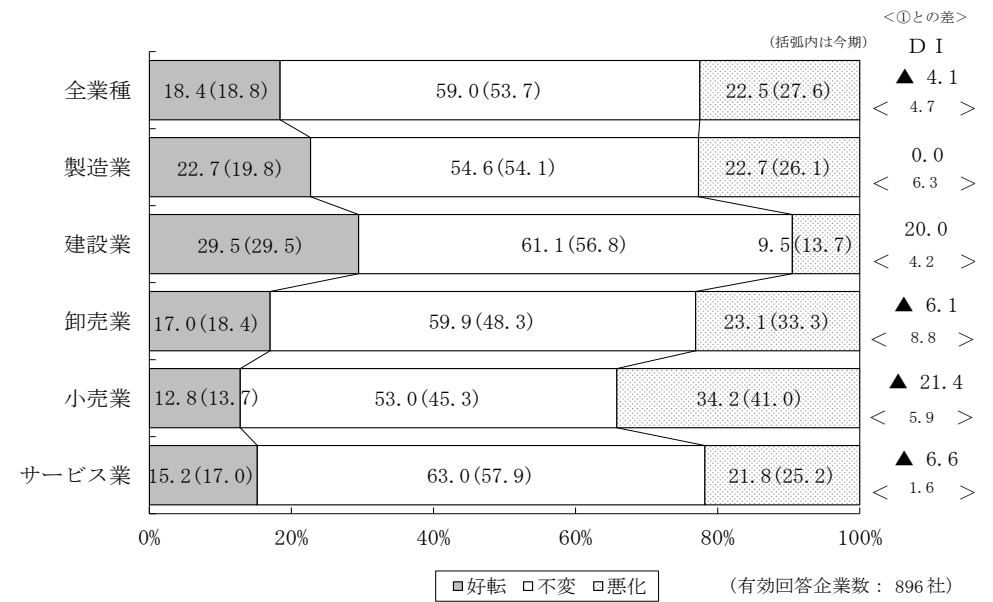 <①との差>
(括弧内は今期) ＤＩ
全業種 18.4(18.8) 59.0(53.7) 22.5(27.6) ▲ 4.1
< 4.7 >
製造業 22.7(19.8) 54.6(54.1) 22.7(26.1) 0.0
< 6.3 >
建設業 29.5(29.5) 61.1(56.8) 9.5(13.7) 20.0
< 4.2 >
卸売業 17.0(18.4) 59.9(48.3) 23.1(33.3) ▲ 6.1
< 8.8 >
小売業 12.8(13.7) 53.0(45.3) 34.2(41.0) ▲ 21.4
< 5.9 >
サービス業 15.2(17.0) 63.0(57.9) 21.8(25.2) ▲ 6.6
< 1.6 >
0% 20% 40% 60% 80% 100%
好転 不変 悪化 (有効回答企業数：896社)